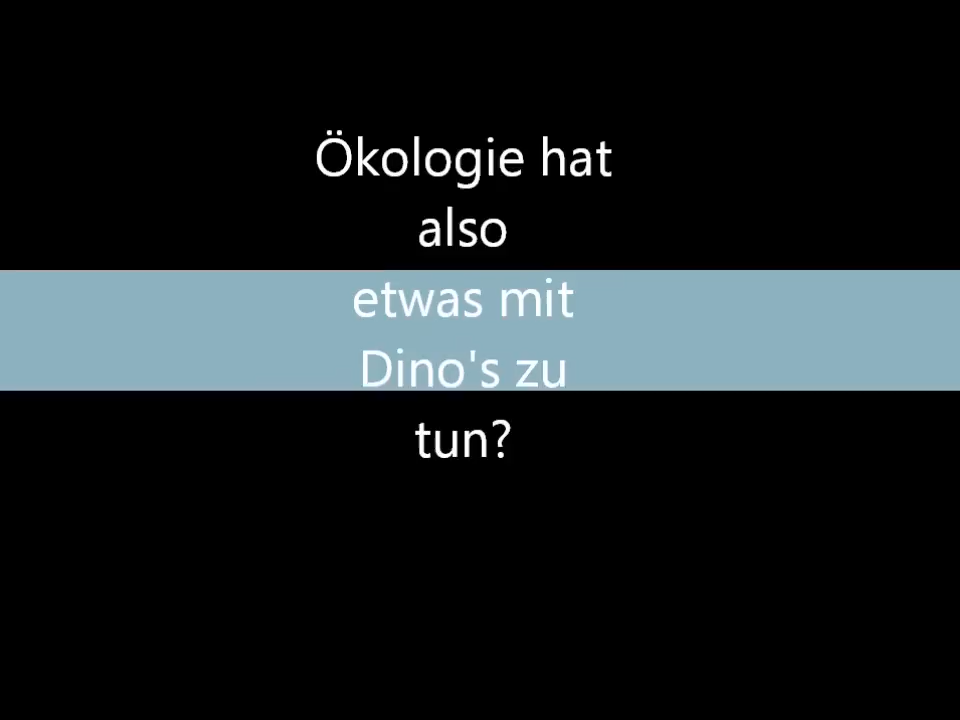 Ökologie hat
also
etwas mit
Dino's zu
tun?